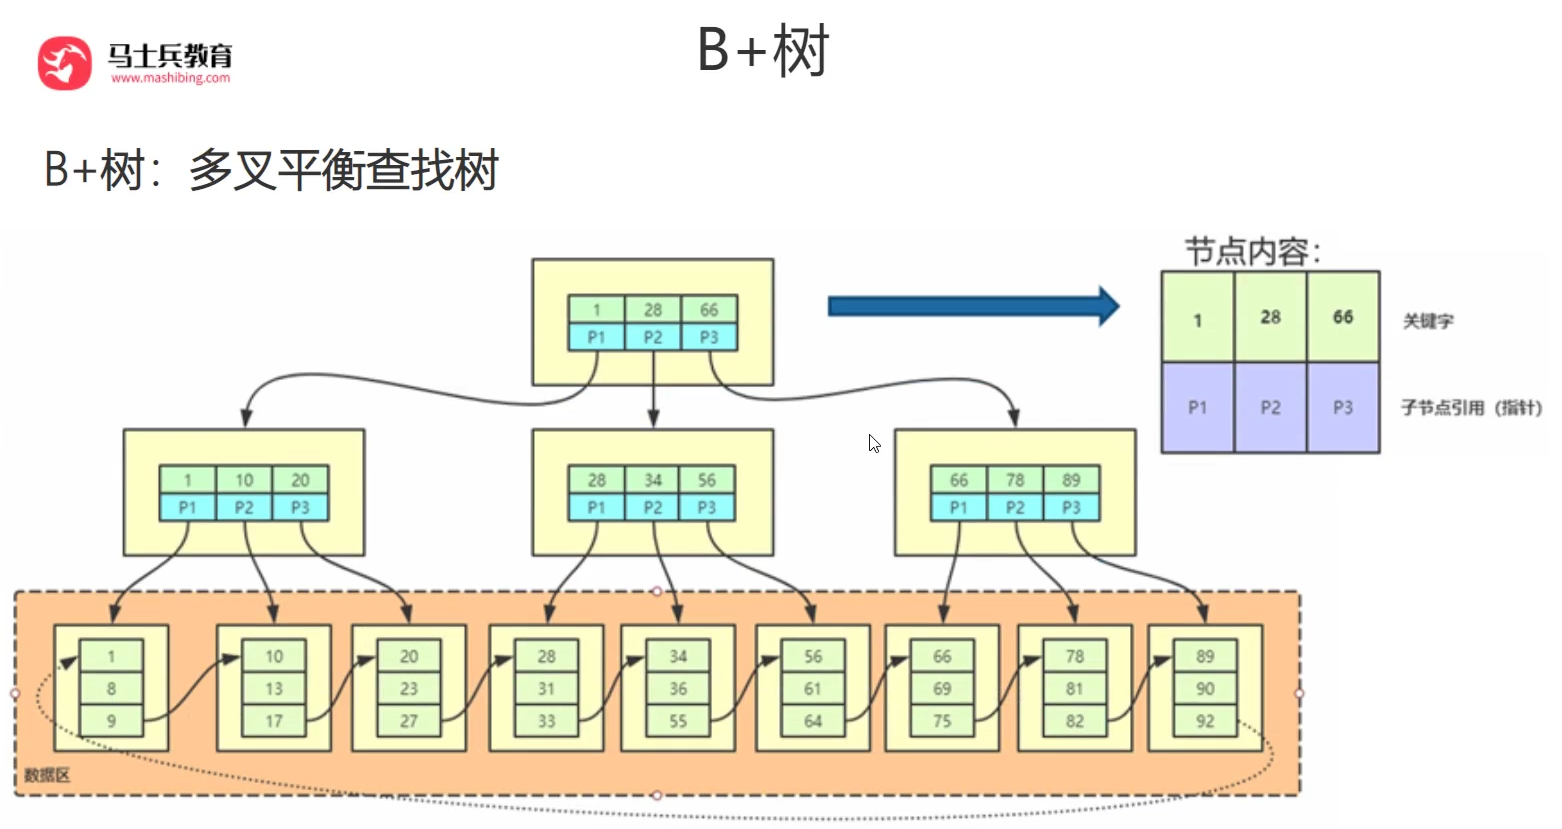 马士兵教育
www.mashibing.com
B+树
B+树：多叉平衡查找树
节点内容：
1 28 66
P1 P2 P3
1 28 66
关键字
P1 P2 P3
子节点引用（指针）
1 10 20
P1 P2 P3
28 34 56
P1 P2 P3
66 78 89
P1 P2 P3
1 10 20 28 34 56 66 78 89
8 13 23 31 36 61 69 81 90
9 17 27 33 55 64 75 82 92
数据区